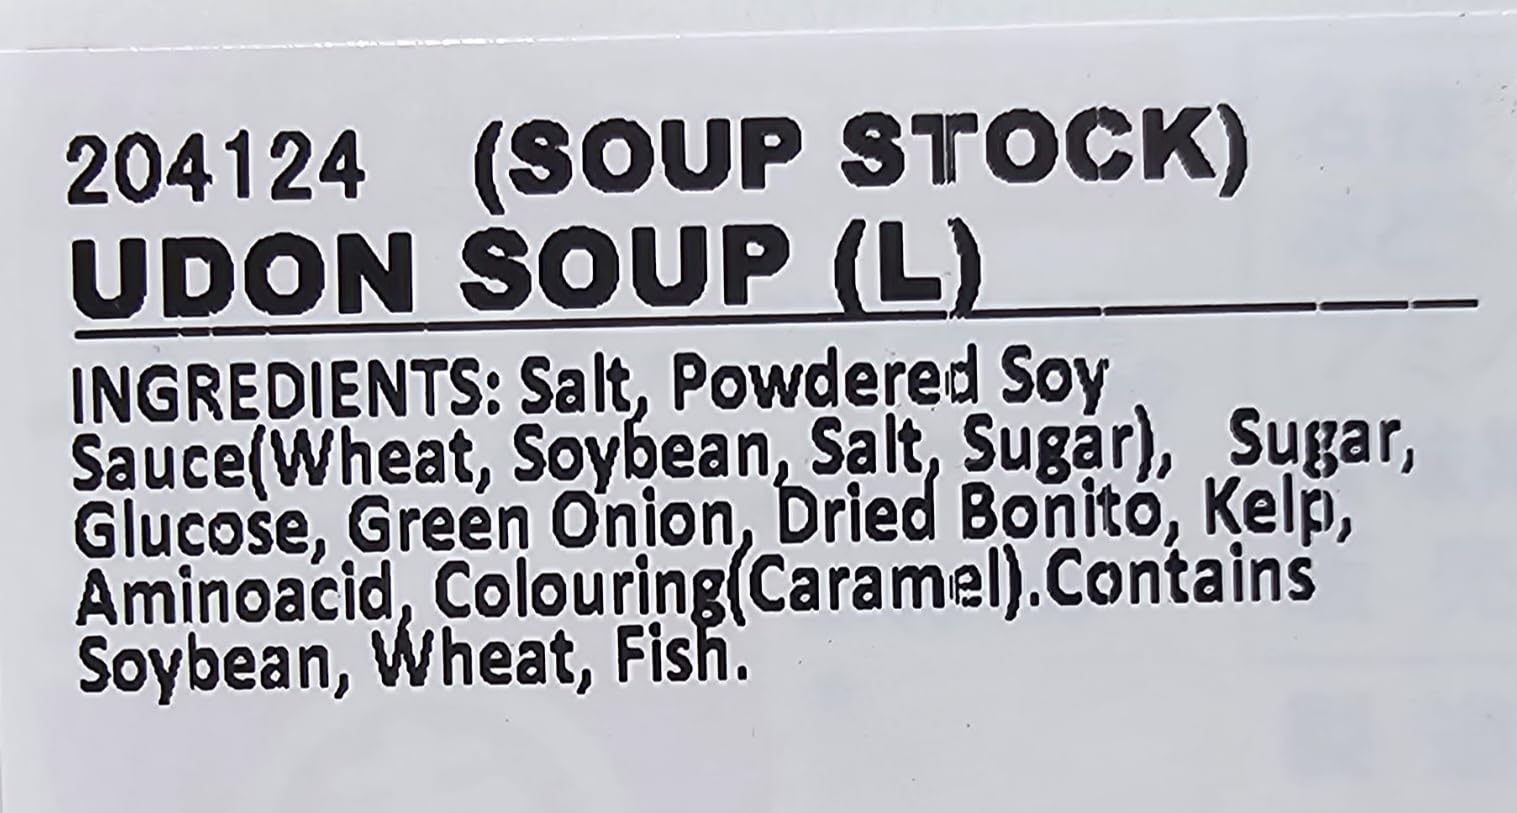 204124 (SOUP STOCK)
UDON SOUP (L)
INGREDIENTS: Salt, Powdered Soy
Sauce(Wheat, Soybean, Salt, Sugar), Sugar,
Glucose, Green Onion, Dried Bonito, Kelp,
Aminoacid, Colouring(Caramel).Contains
Soybean, Wheat, Fish.